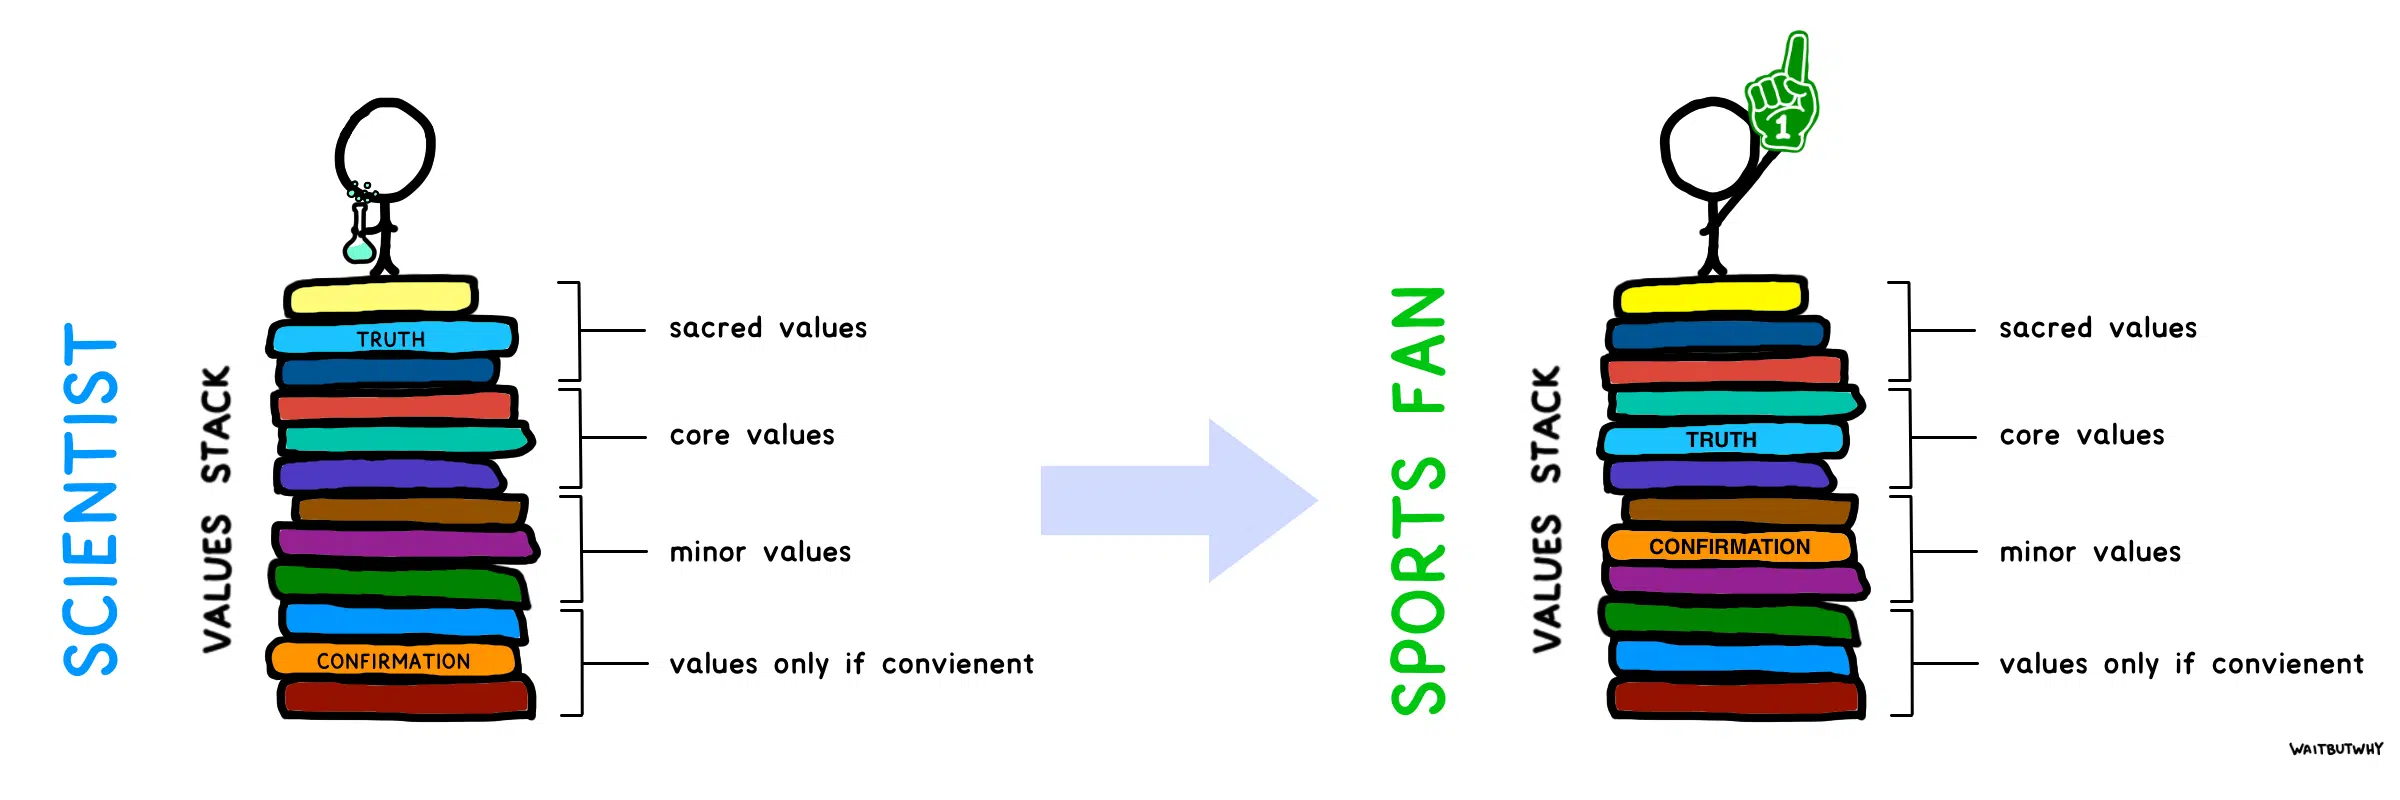 SCIENTIST
VALUES STACK
TRUTH
CONFIRMATION
sacred values
core values
minor values
values only if convienent
SPORTS FAN
VALUES STACK
1
TRUTH
CONFIRMATION
sacred values
core values
minor values
values only if convienent
WAITBUTWHY